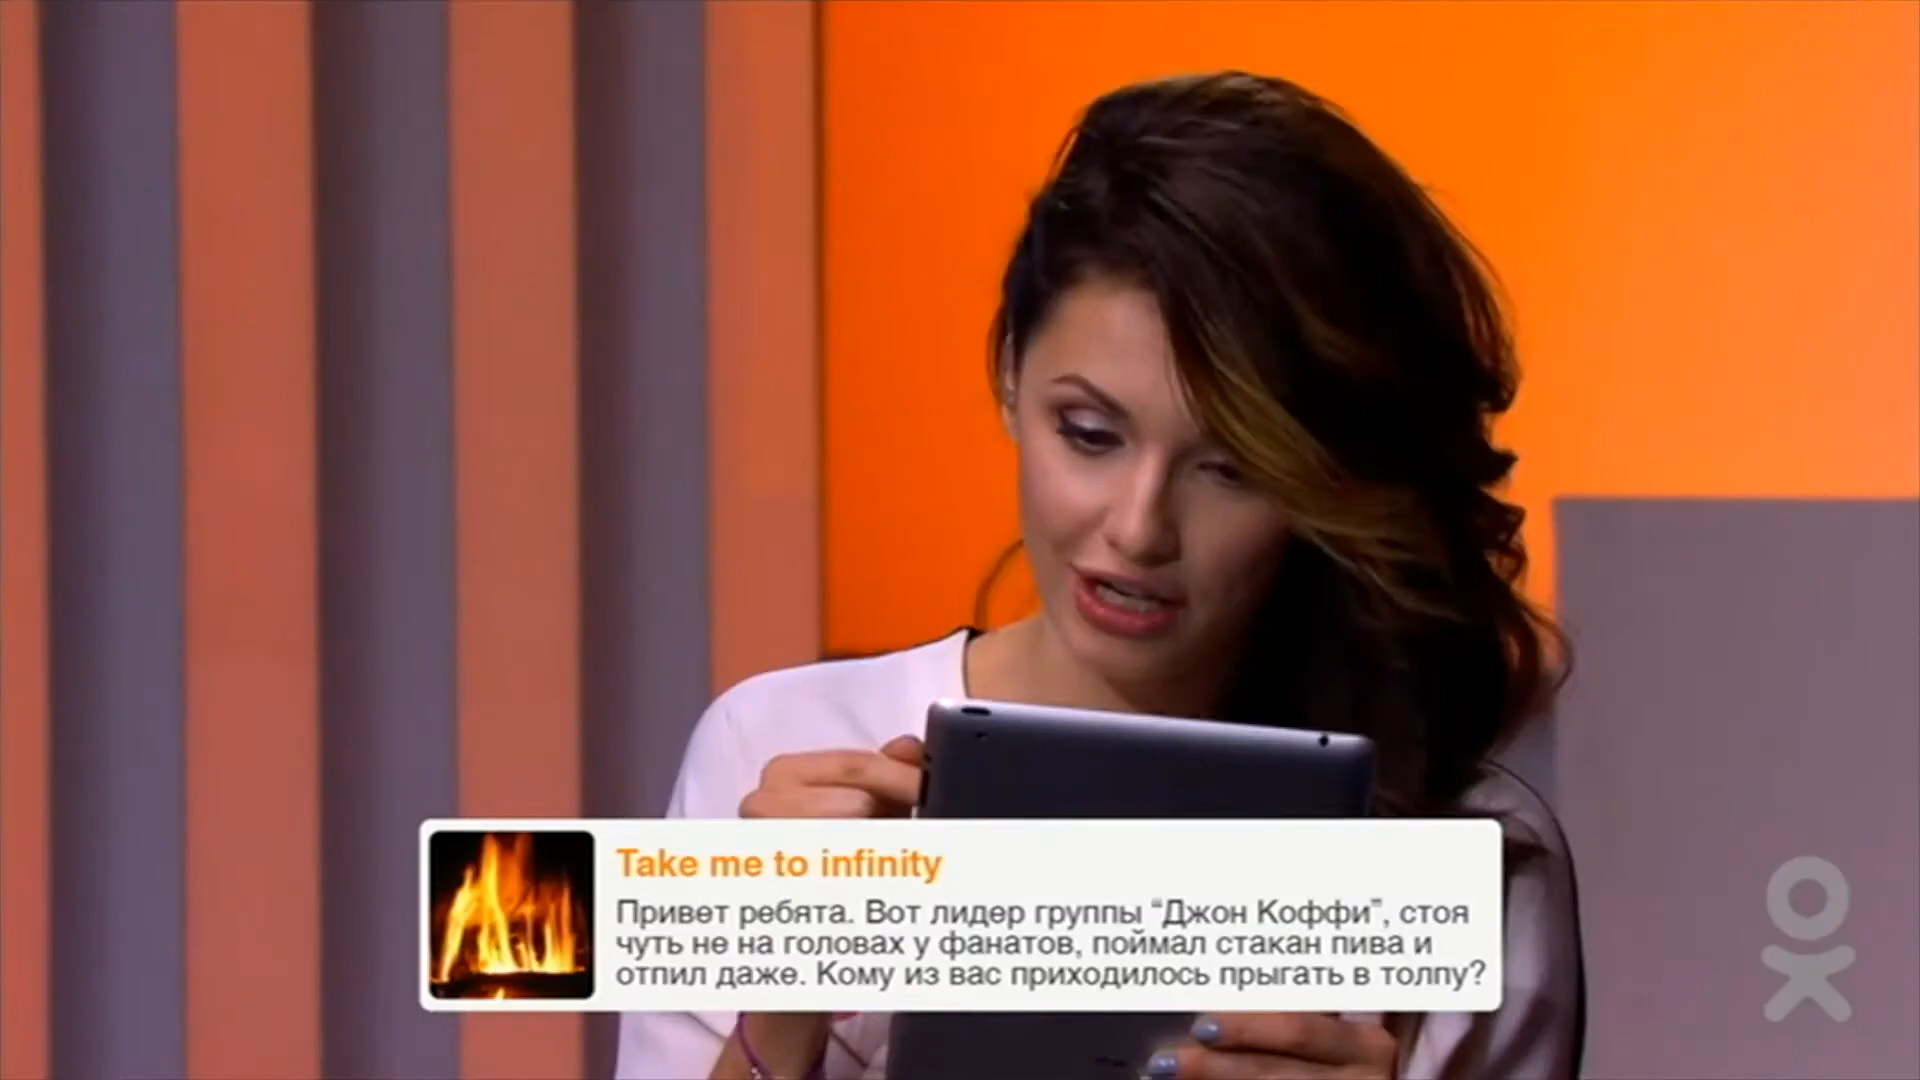 Take me to infinity
Привет ребята. Вот лидер группы “Джон Коффи”, стоя
чуть не на головах у фанатов, поймал стакан пива и
отпил даже. Кому из вас приходилось прыгать в толпу?